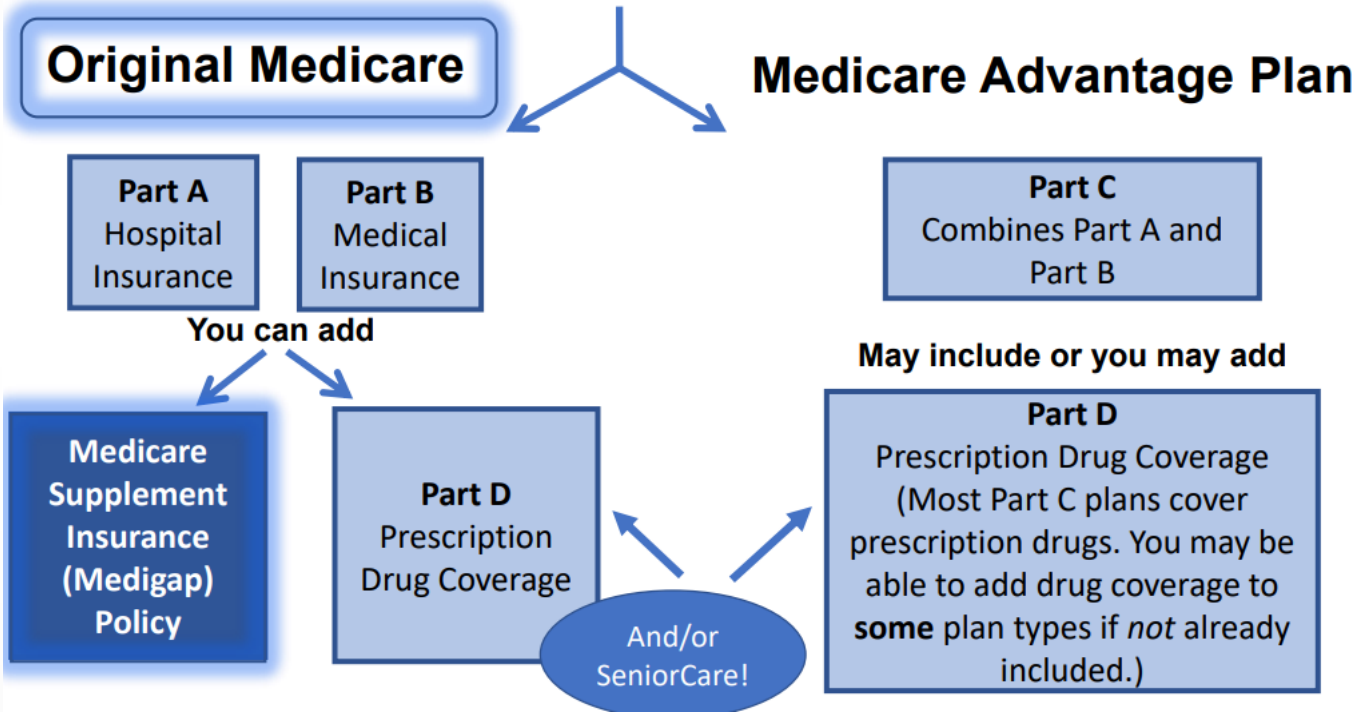 Original Medicare
Medicare Advantage Plan
Part A
Hospital
Insurance
Part B
Medical
Insurance
Part C
Combines Part A and
Part B
You can add
May include or you may add
Medicare
Supplement
Insurance
(Medigap)
Policy
Part D
Prescription
Drug Coverage
And/or
SeniorCare!
Part D
Prescription Drug Coverage
(Most Part C plans cover
prescription drugs. You may be
able to add drug coverage to
some plan types if not already
included.)